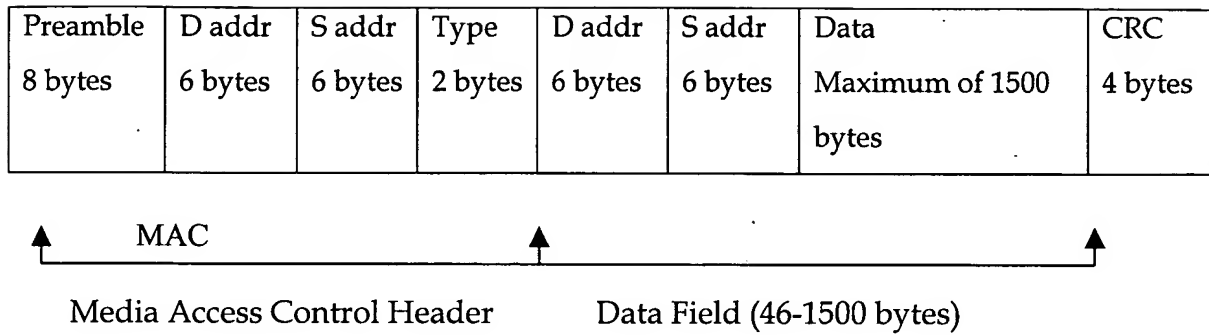 Preamble D addr S addr Type D addr S addr Data CRC
8 bytes 6 bytes 6 bytes 2 bytes 6 bytes 6 bytes Maximum of 1500 4 bytes
bytes
MAC
Media Access Control Header Data Field (46-1500 bytes)